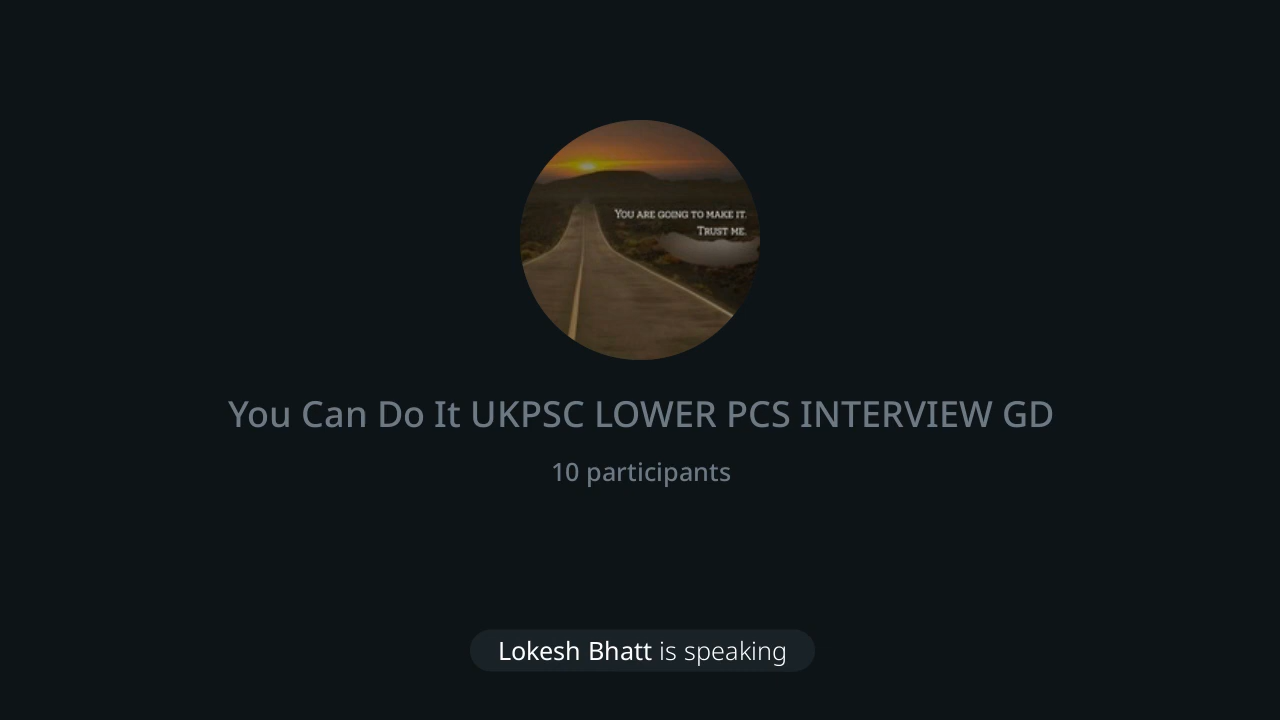 You are going to make it.
Trust me.
You Can Do It UKPSC LOWER PCS INTERVIEW GD
10 participants
Lokesh Bhatt is speaking